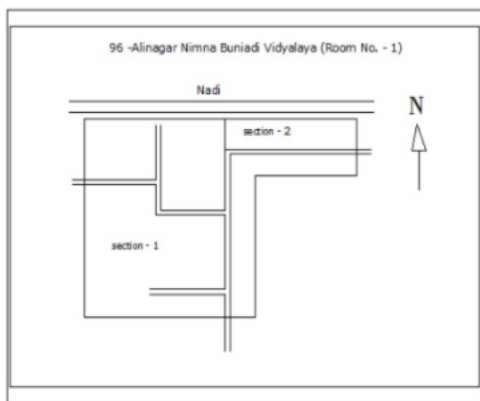 96 -Alinagar Nimna Buniadi Vidyalaya (Room No. - 1)
Nadi
N
section - 2
section - 1